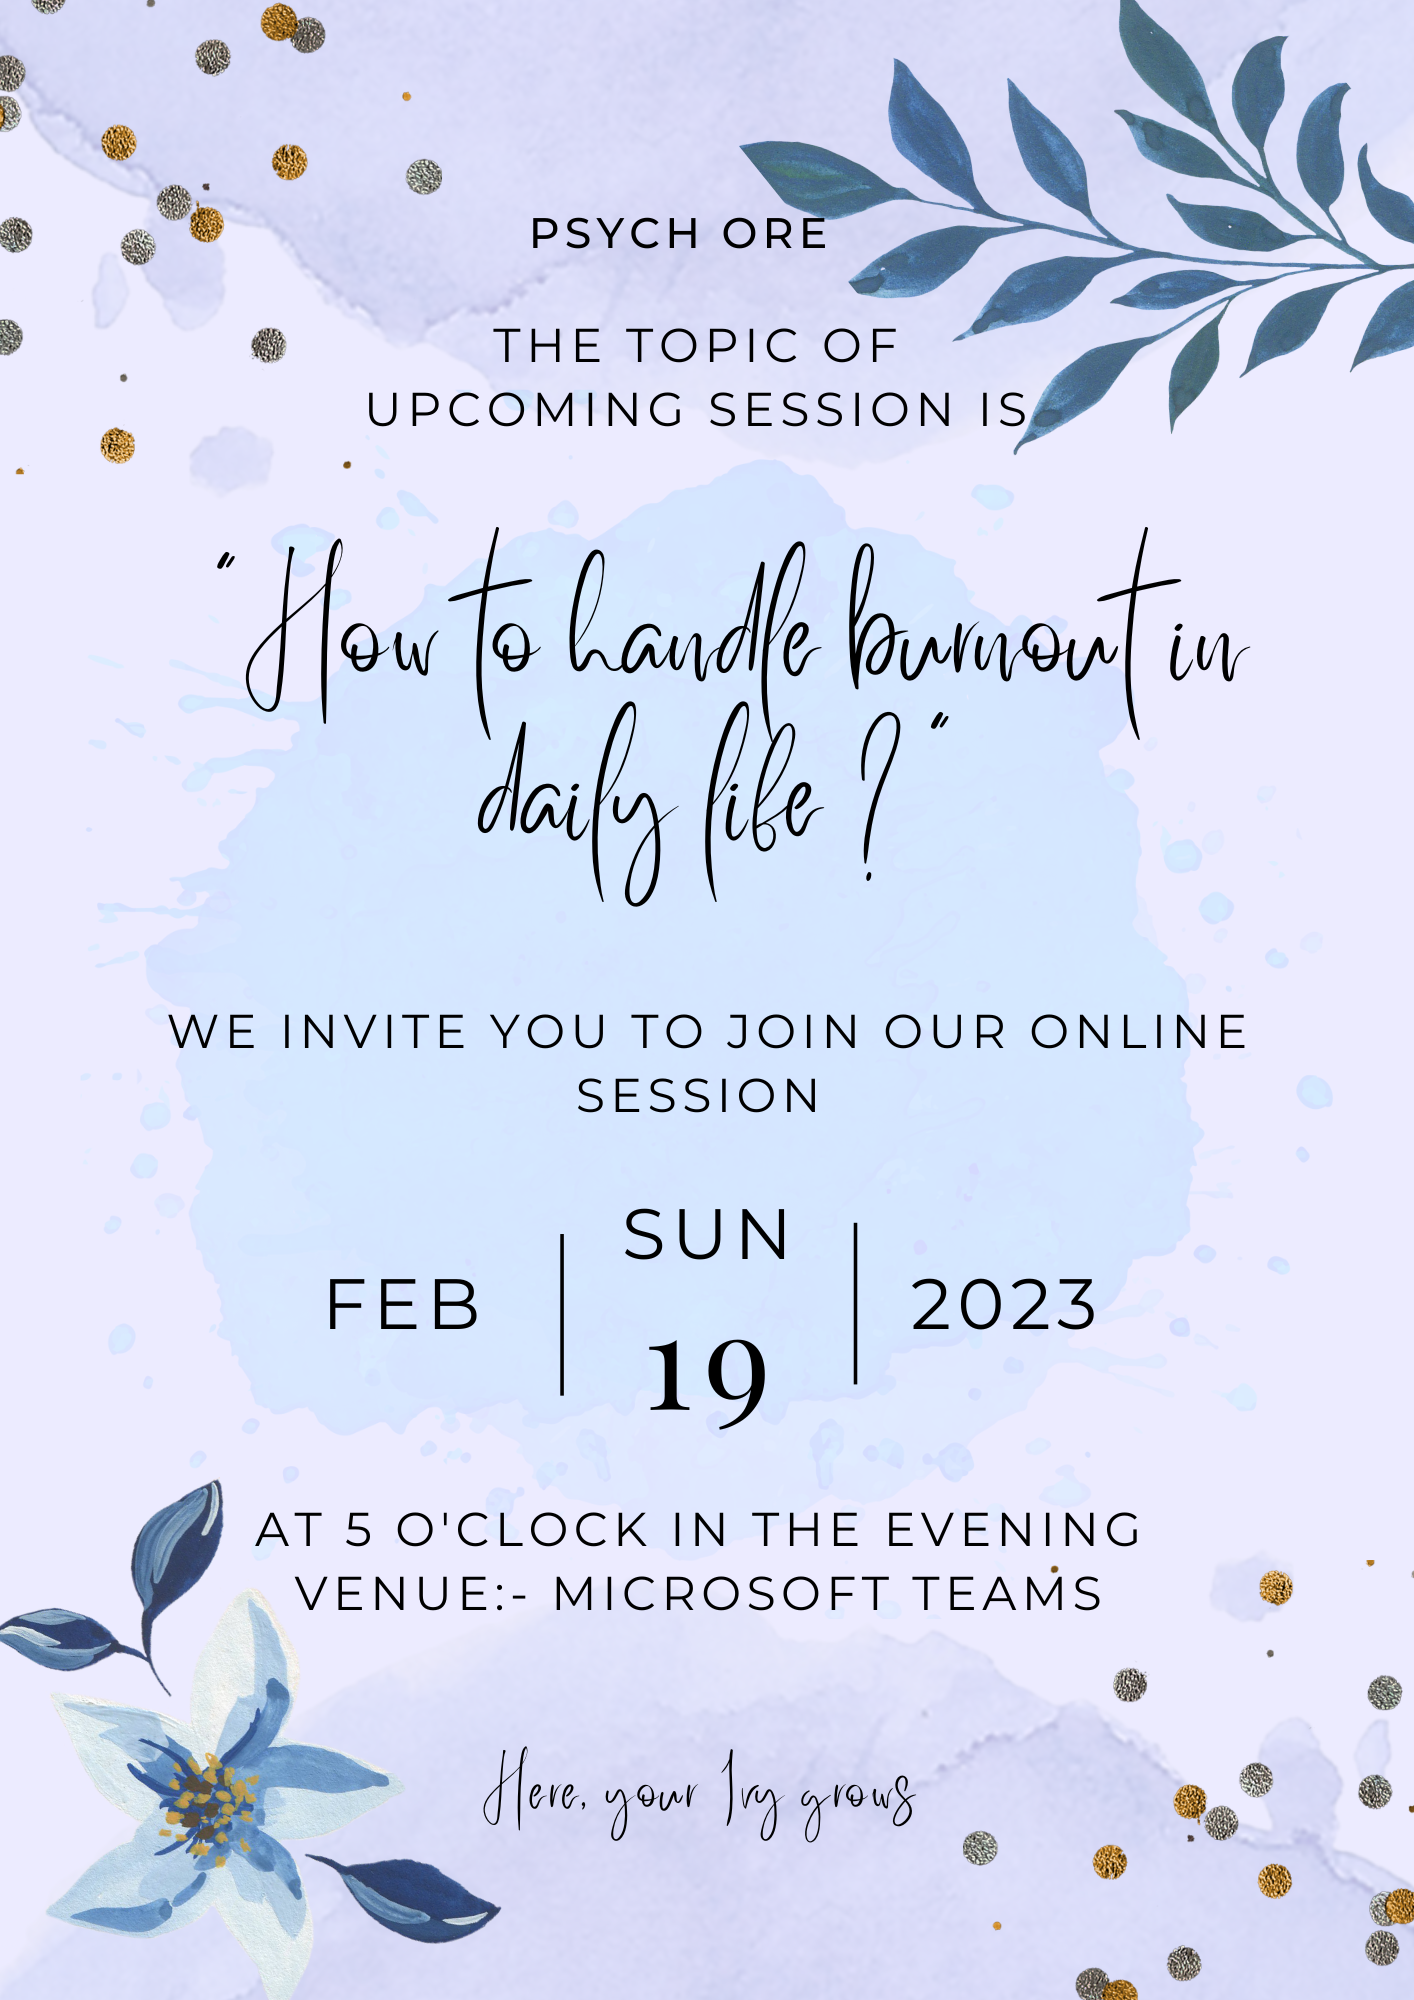 PSYCH ORE
THE TOPIC OF
UPCOMING SESSION IS
"How to handle burnout in
daily life ?"
WE INVITE YOU TO JOIN OUR ONLINE
SESSION
FEB
SUN
19
2023
AT 5 O'CLOCK IN THE EVENING
VENUE:- MICROSOFT TEAMS
Here, your Ivy grows